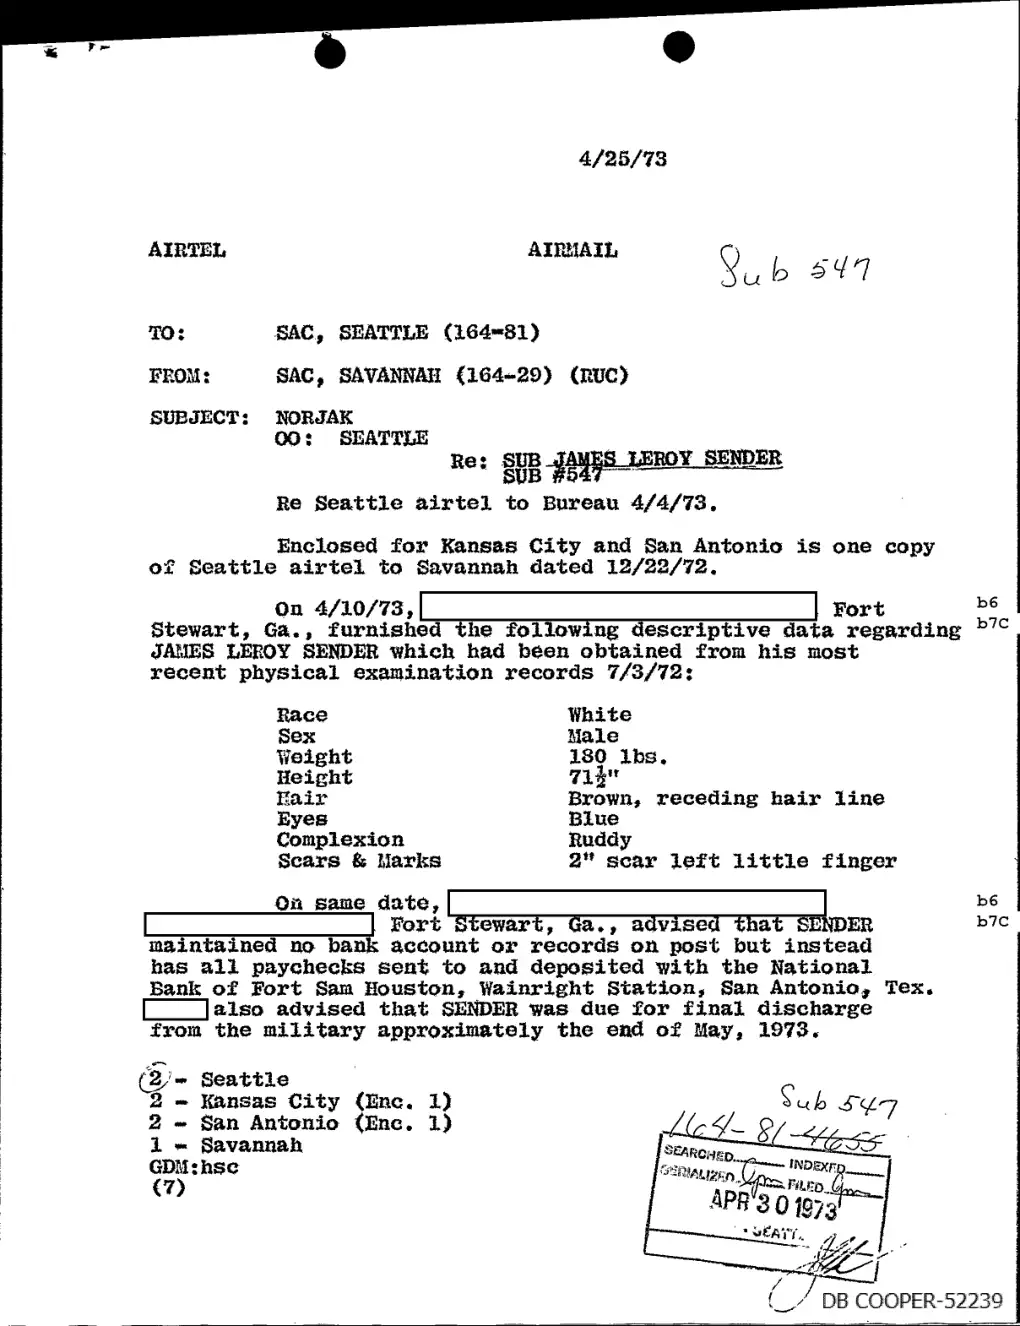 4/25/73
AIRTEL AIRMAIL
Sub 547
TO: SAC, SEATTLE (164-81)
FROM: SAC, SAVANNAH (164-29) (RUC)
SUBJECT: NORJAK
OO: SEATTLE
Re: SUB JAMES LEROY SENDER
SUB #547
Re Seattle airtel to Bureau 4/4/73.
Enclosed for Kansas City and San Antonio is one copy
of Seattle airtel to Savannah dated 12/22/72.
On 4/10/73, Fort b6
Stewart, Ga., furnished the following descriptive data regarding b7C
JAMES LEROY SENDER which had been obtained from his most
recent physical examination records 7/3/72:
Race White
Sex Male
Weight 180 lbs.
Height 71½"
Hair Brown, receding hair line
Eyes Blue
Complexion Ruddy
Scars & Marks 2" scar left little finger
On same date, b6
Fort Stewart, Ga., advised that SENDER b7C
maintained no bank account or records on post but instead
has all paychecks sent to and deposited with the National
Bank of Fort Sam Houston, Wainright Station, San Antonio, Tex.
also advised that SENDER was due for final discharge
from the military approximately the end of May, 1973.
2 - Seattle
2 - Kansas City (Enc. 1)
2 - San Antonio (Enc. 1)
1 - Savannah
GDM:hsc
(7)
Sub 547
164-81-4655
SEARCHED INDEXED
SERIALIZED FILED
APR 30 1973
DB COOPER-52239